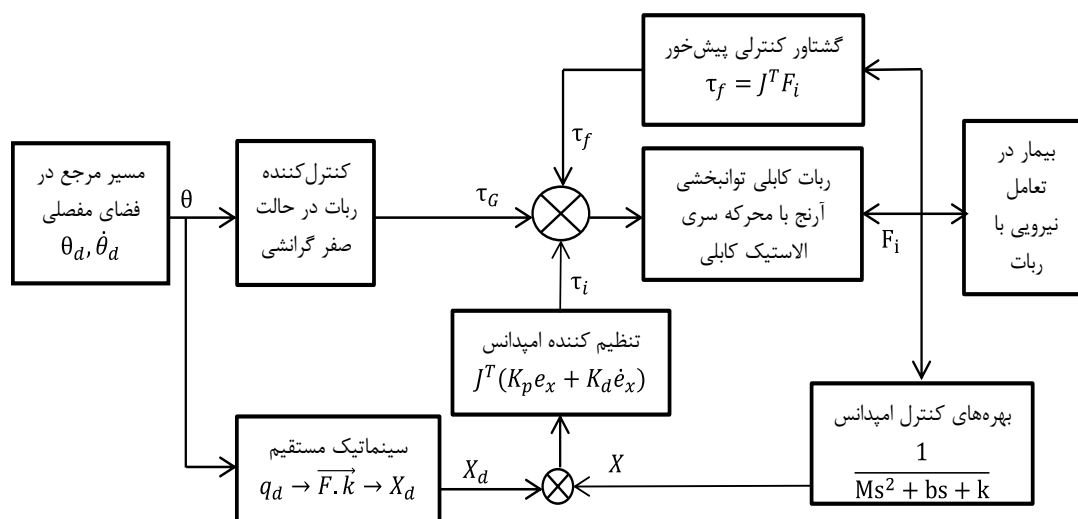 گشتاور کنترلی پیش‌خور
τ_f = J^T F_i
τ_f
مسیر مرجع در
فضای مفصلی
θ_d, θ̇_d
θ
کنترل‌کننده
ربات در حالت
صفر گرانشی
τ_G
ربات کابلی توانبخشی
آرنج با محرکه سری
الاستیک کابلی
F_i
بیمار در
تعامل
نیرویی با
ربات
τ_i
تنظیم کننده امپدانس
J^T(K_p e_x + K_d ė_x)
سینماتیک مستقیم
q_d → F.k⃗ → X_d
X_d
X
بهره‌های کنترل امپدانس
1
Ms² + bs + k